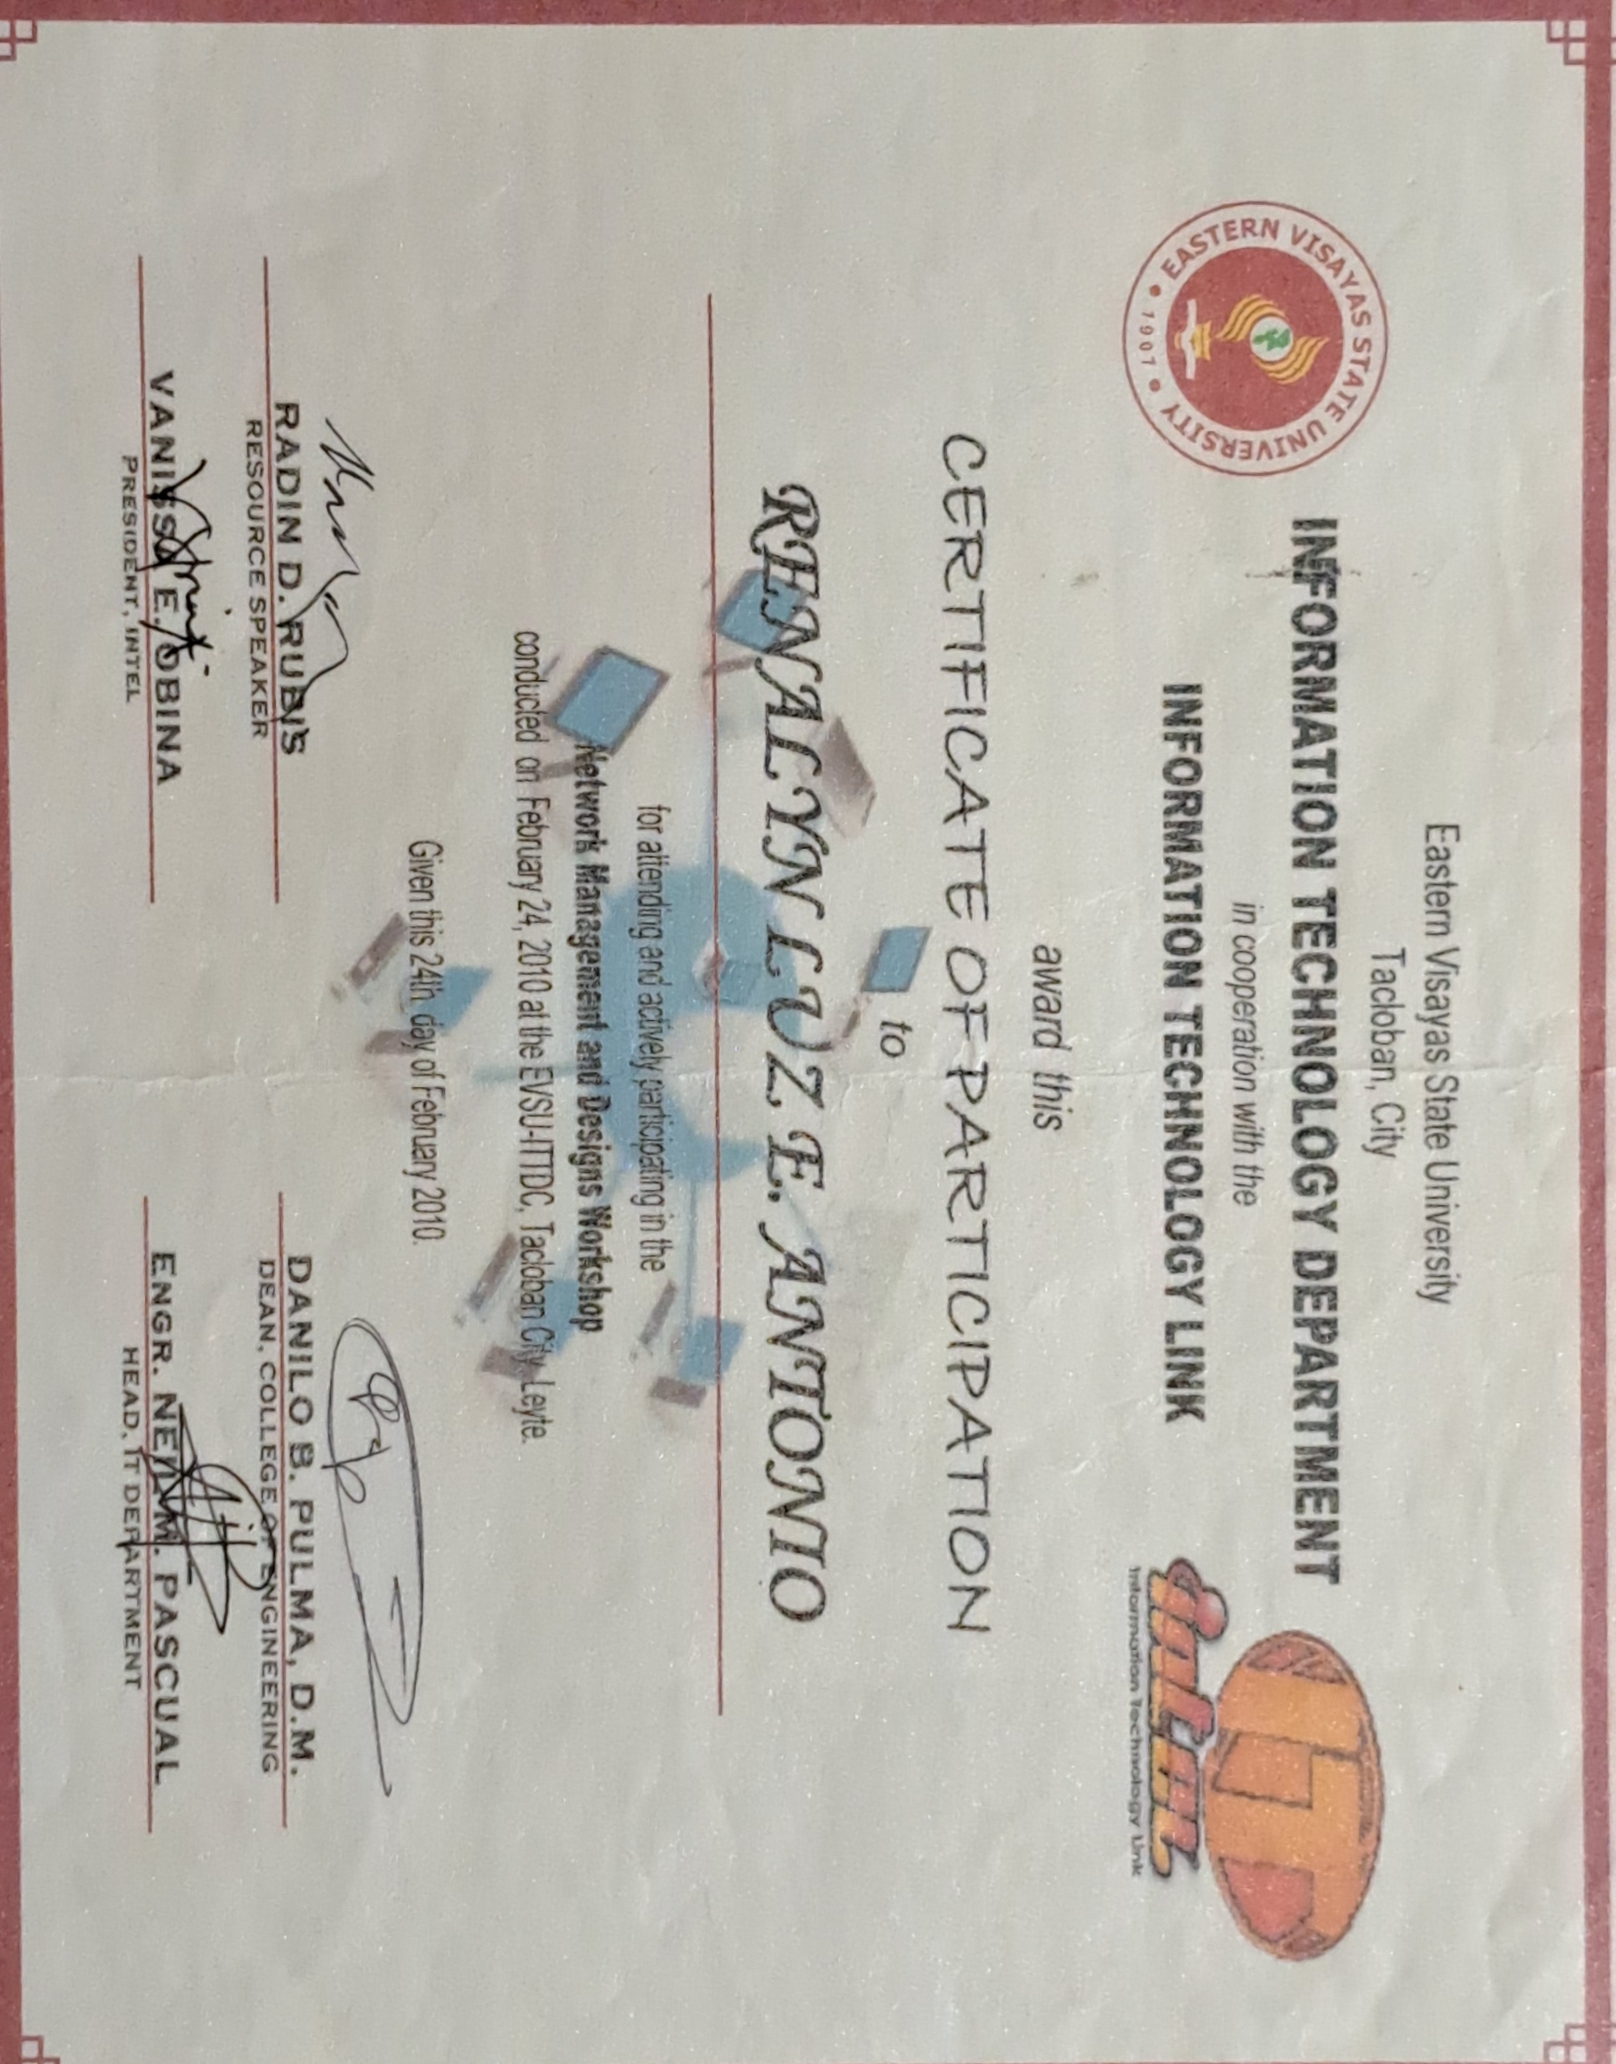 Eastern Visayas State University
Tacloban, City
INFORMATION TECHNOLOGY DEPARTMENT
in cooperation with the
INFORMATION TECHNOLOGY LINK
EASTERN VISAYAS STATE UNIVERSITY
1907
inTel
Information Technology Link
award this
CERTIFICATE OF PARTICIPATION
to
RENALYN LUZ E. ANTONIO
for attending and actively participating in the
Network Management and Designs Workshop
conducted on February 24, 2010 at the EVSU-ITTDC, Tacloban City, Leyte.
Given this 24th day of February 2010.
RADIN D. RUBI'S
RESOURCE SPEAKER
DANILO B. PULMA, D.M.
DEAN, COLLEGE OF ENGINEERING
VANISSA E. OBINA
PRESIDENT, INTEL
ENGR. M. PASCUAL
HEAD, IT DEPARTMENT